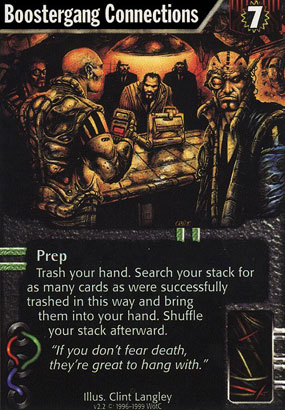 Boostergang Connections
7
Prep
Trash your hand. Search your stack for
as many cards as were successfully
trashed in this way and bring
them into your hand. Shuffle
your stack afterward.
"If you don't fear death,
they're great to hang with."
Illus. Clint Langley
v2.2 © 1996-1999 WotC